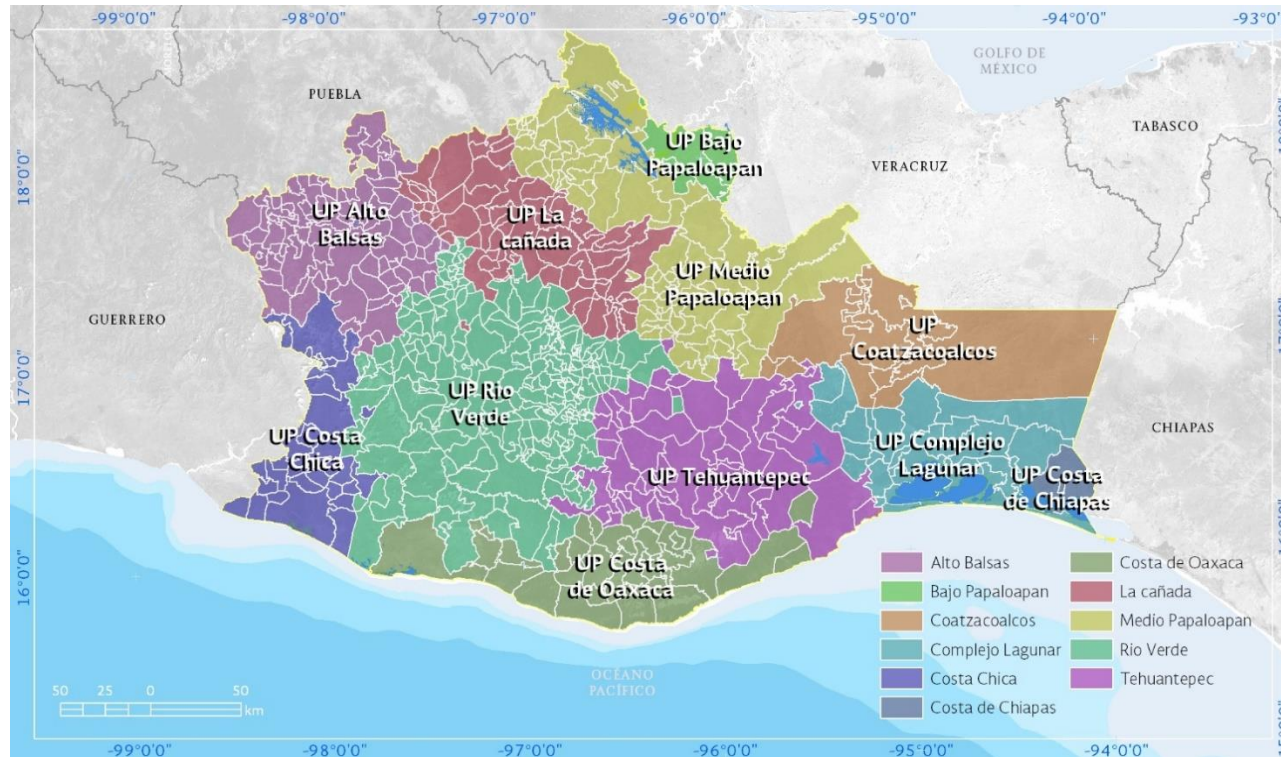 -99°0'0"
-98°0'0"
-97°0'0"
-96°0'0"
-95°0'0"
-94°0'0"
-93°0'
GOLFO DE
MÉXICO
PUEBLA
TABASCO
VERACRUZ
18°0'0"
UP Bajo
Papaloapan
UP Alto
Balsas
UP La
cañada
UP Medio
Papaloapan
GUERRERO
UP
Coatzacoalcos
17°0'0"
UP Rio
Verde
CHIAPAS
UP Costa
Chica
UP Complejo
Lagunar
UP Tehuantepec
UP Costa
de Chiapas
16°0'0"
UP Costa
de Oaxaca
Alto Balsas
Bajo Papaloapan
Coatzacoalcos
Complejo Lagunar
Costa Chica
Costa de Chiapas
Costa de Oaxaca
La cañada
Medio Papaloapan
Rio Verde
Tehuantepec
OCÉANO
PACÍFICO
50 25 0 50
km
-99°0'0"
-98°0'0"
-97°0'0"
-96°0'0"
-95°0'0"
-94°0'0"